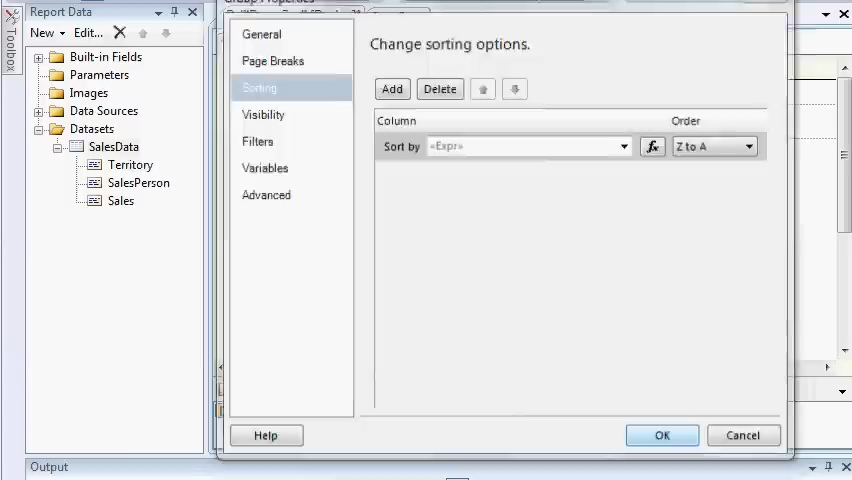 Report Data
New
Edit...
Toolbox
Built-in Fields
Parameters
Images
Data Sources
Datasets
SalesData
Territory
SalesPerson
Sales
General
Page Breaks
Sorting
Visibility
Filters
Variables
Advanced
Change sorting options.
Add
Delete
Column
Order
Sort by
«Expr»
fx
Z to A
Help
OK
Cancel
Output